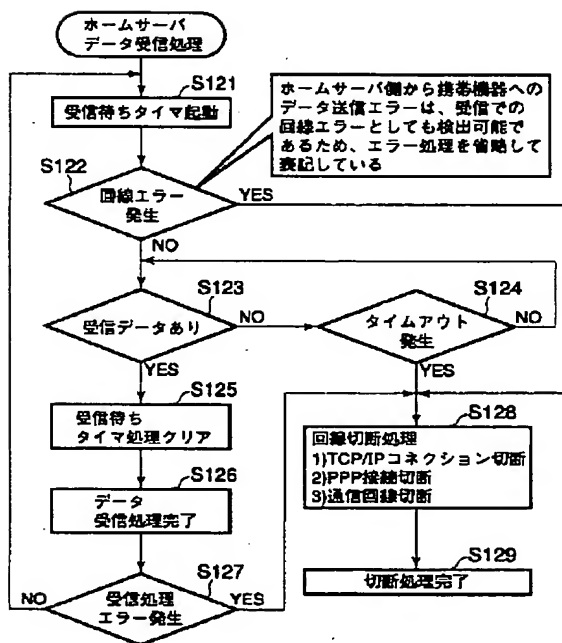 ホームサーバ
データ受信処理
S121
受信待ちタイマ起動
ホームサーバ側から携帯機器への
データ送信エラーは、受信での
回線エラーとしても検出可能で
あるため、エラー処理を省略して
表記している
S122
回線エラー
発生
YES
NO
S123
受信データあり
NO
S124
タイムアウト
発生
NO
YES
YES
S125
受信待ち
タイマ処理クリア
S126
データ
受信処理完了
S127
受信処理
エラー発生
NO
YES
S128
回線切断処理
1)TCP/IPコネクション切断
2)PPP接続切断
3)通信回線切断
S129
切断処理完了